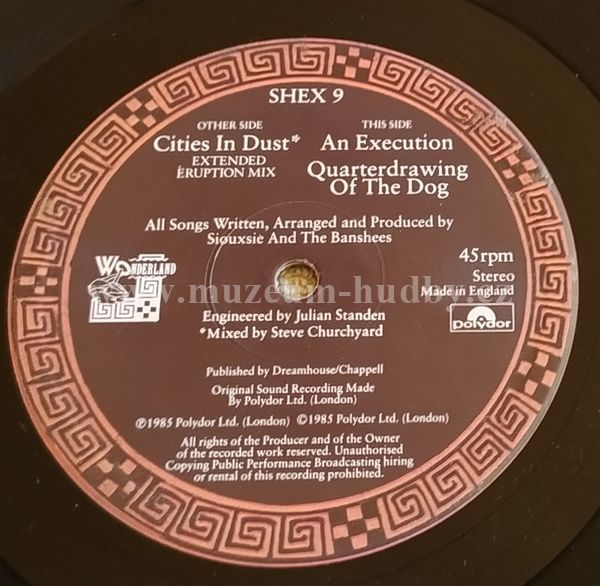 SHEX 9
OTHER SIDE
Cities In Dust*
EXTENDED
ERUPTION MIX
THIS SIDE
An Execution
Quarterdrawing
Of The Dog
All Songs Written, Arranged and Produced by
Siouxsie And The Banshees
WONDERLAND
45 rpm
Stereo
Made in England
polydor
www.muzeum-hudby.cz
Engineered by Julian Standen
*Mixed by Steve Churchyard
Published by Dreamhouse/Chappell
Original Sound Recording Made
By Polydor Ltd. (London)
℗1985 Polydor Ltd. (London) ©1985 Polydor Ltd. (London)
All rights of the Producer and of the Owner
of the recorded work reserved. Unauthorised
Copying Public Performance Broadcasting hiring
or rental of this recording prohibited.